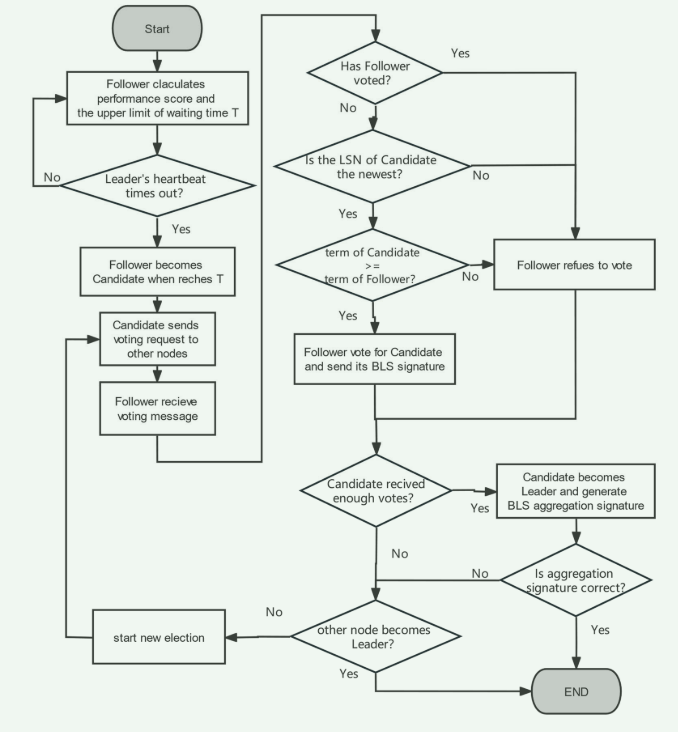 Start
Follower claculates
performance score and
the upper limit of waiting time T
Leader's heartbeat
times out?
No
Yes
Follower becomes
Candidate when reches T
Candidate sends
voting request to
other nodes
Follower recieve
voting message
Has Follower
voted?
Yes
No
Is the LSN of Candidate
the newest?
No
Yes
term of Candidate
>=
term of Follower?
No
Yes
Follower refues to vote
Follower vote for Candidate
and send its BLS signature
Candidate recived
enough votes?
Yes
No
Candidate becomes
Leader and generate
BLS aggregation signature
Is aggregation
signature correct?
No
Yes
other node becomes
Leader?
No
Yes
start new election
END